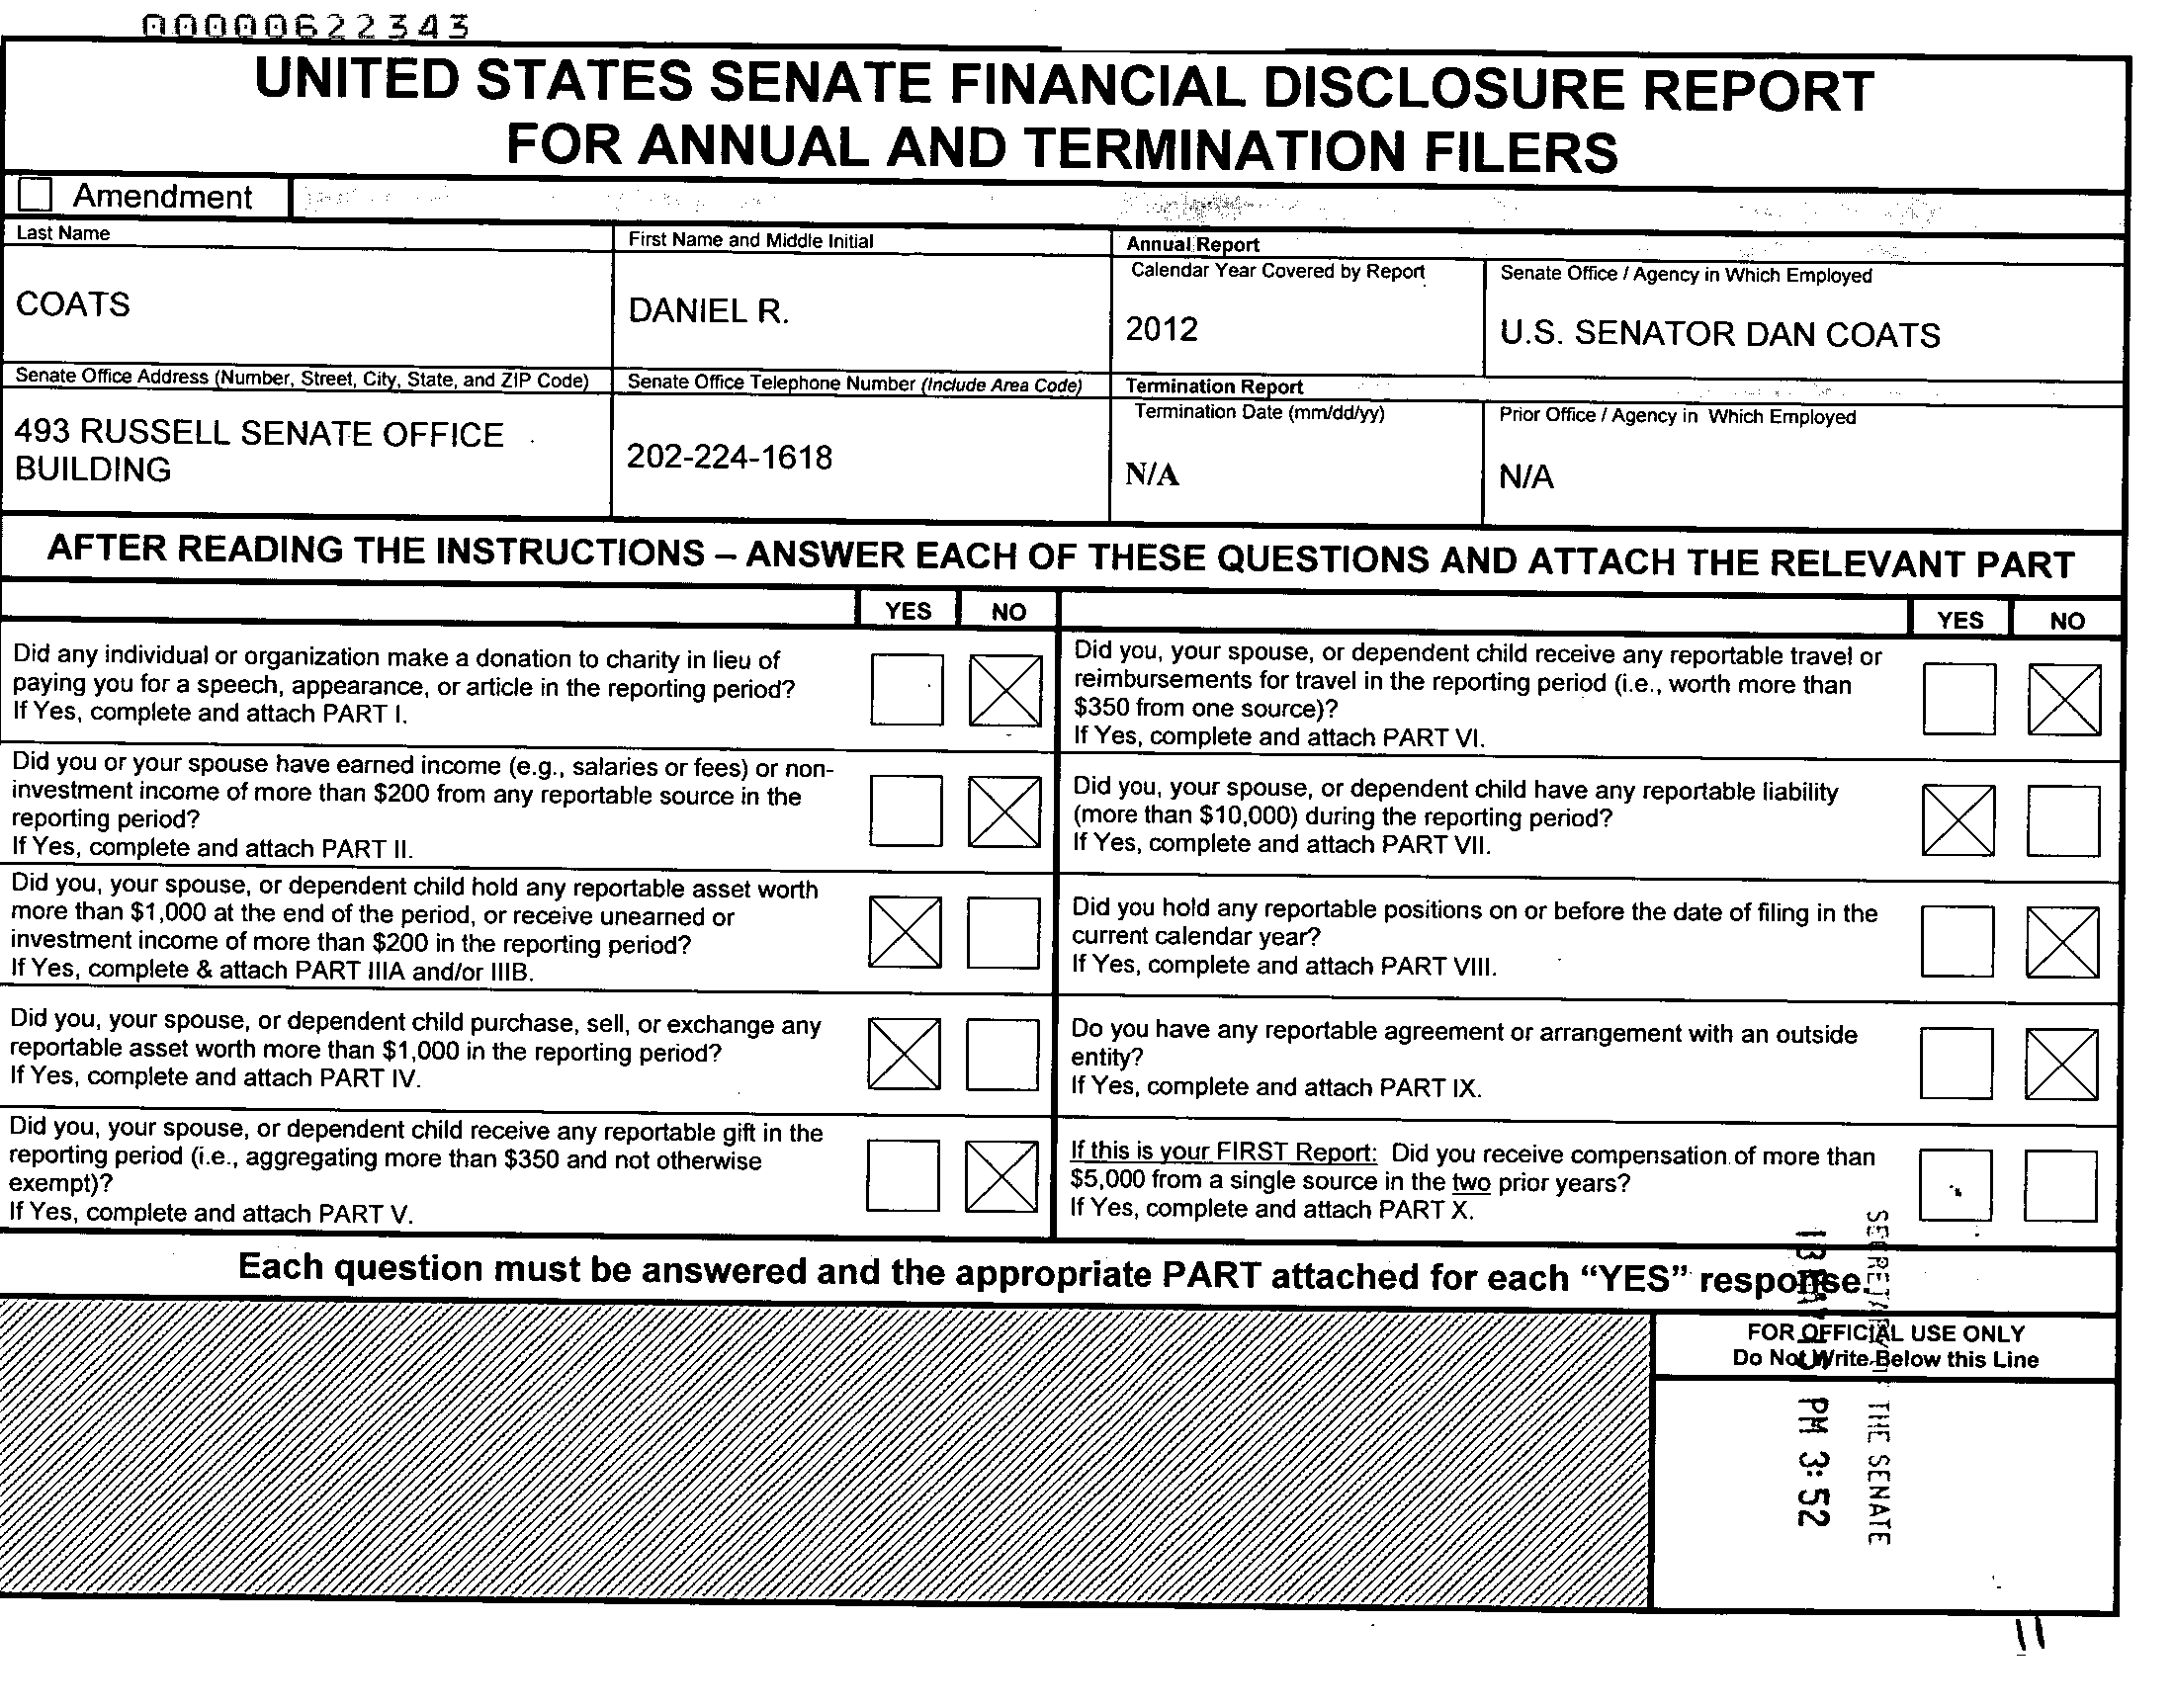 00000622343
UNITED STATES SENATE FINANCIAL DISCLOSURE REPORT
FOR ANNUAL AND TERMINATION FILERS
Amendment
Last Name
First Name and Middle Initial
Annual Report
Calendar Year Covered by Report
Senate Office / Agency in Which Employed
COATS
DANIEL R.
2012
U.S. SENATOR DAN COATS
Senate Office Address (Number, Street, City, State, and ZIP Code)
Senate Office Telephone Number (Include Area Code)
Termination Report
Termination Date (mm/dd/yy)
Prior Office / Agency in Which Employed
493 RUSSELL SENATE OFFICE
BUILDING
202-224-1618
N/A
N/A
AFTER READING THE INSTRUCTIONS – ANSWER EACH OF THESE QUESTIONS AND ATTACH THE RELEVANT PART
YES NO
YES NO
Did any individual or organization make a donation to charity in lieu of
paying you for a speech, appearance, or article in the reporting period?
If Yes, complete and attach PART I.
Did you, your spouse, or dependent child receive any reportable travel or
reimbursements for travel in the reporting period (i.e., worth more than
$350 from one source)?
If Yes, complete and attach PART VI.
Did you or your spouse have earned income (e.g., salaries or fees) or non-
investment income of more than $200 from any reportable source in the
reporting period?
If Yes, complete and attach PART II.
Did you, your spouse, or dependent child have any reportable liability
(more than $10,000) during the reporting period?
If Yes, complete and attach PART VII.
Did you, your spouse, or dependent child hold any reportable asset worth
more than $1,000 at the end of the period, or receive unearned or
investment income of more than $200 in the reporting period?
If Yes, complete & attach PART IIIA and/or IIIB.
Did you hold any reportable positions on or before the date of filing in the
current calendar year?
If Yes, complete and attach PART VIII.
Did you, your spouse, or dependent child purchase, sell, or exchange any
reportable asset worth more than $1,000 in the reporting period?
If Yes, complete and attach PART IV.
Do you have any reportable agreement or arrangement with an outside
entity?
If Yes, complete and attach PART IX.
Did you, your spouse, or dependent child receive any reportable gift in the
reporting period (i.e., aggregating more than $350 and not otherwise
exempt)?
If Yes, complete and attach PART V.
If this is your FIRST Report: Did you receive compensation of more than
$5,000 from a single source in the two prior years?
If Yes, complete and attach PART X.
Each question must be answered and the appropriate PART attached for each “YES” response.
FOR OFFICIAL USE ONLY
Do Not Write Below this Line
THE SENATE
PM 3:52